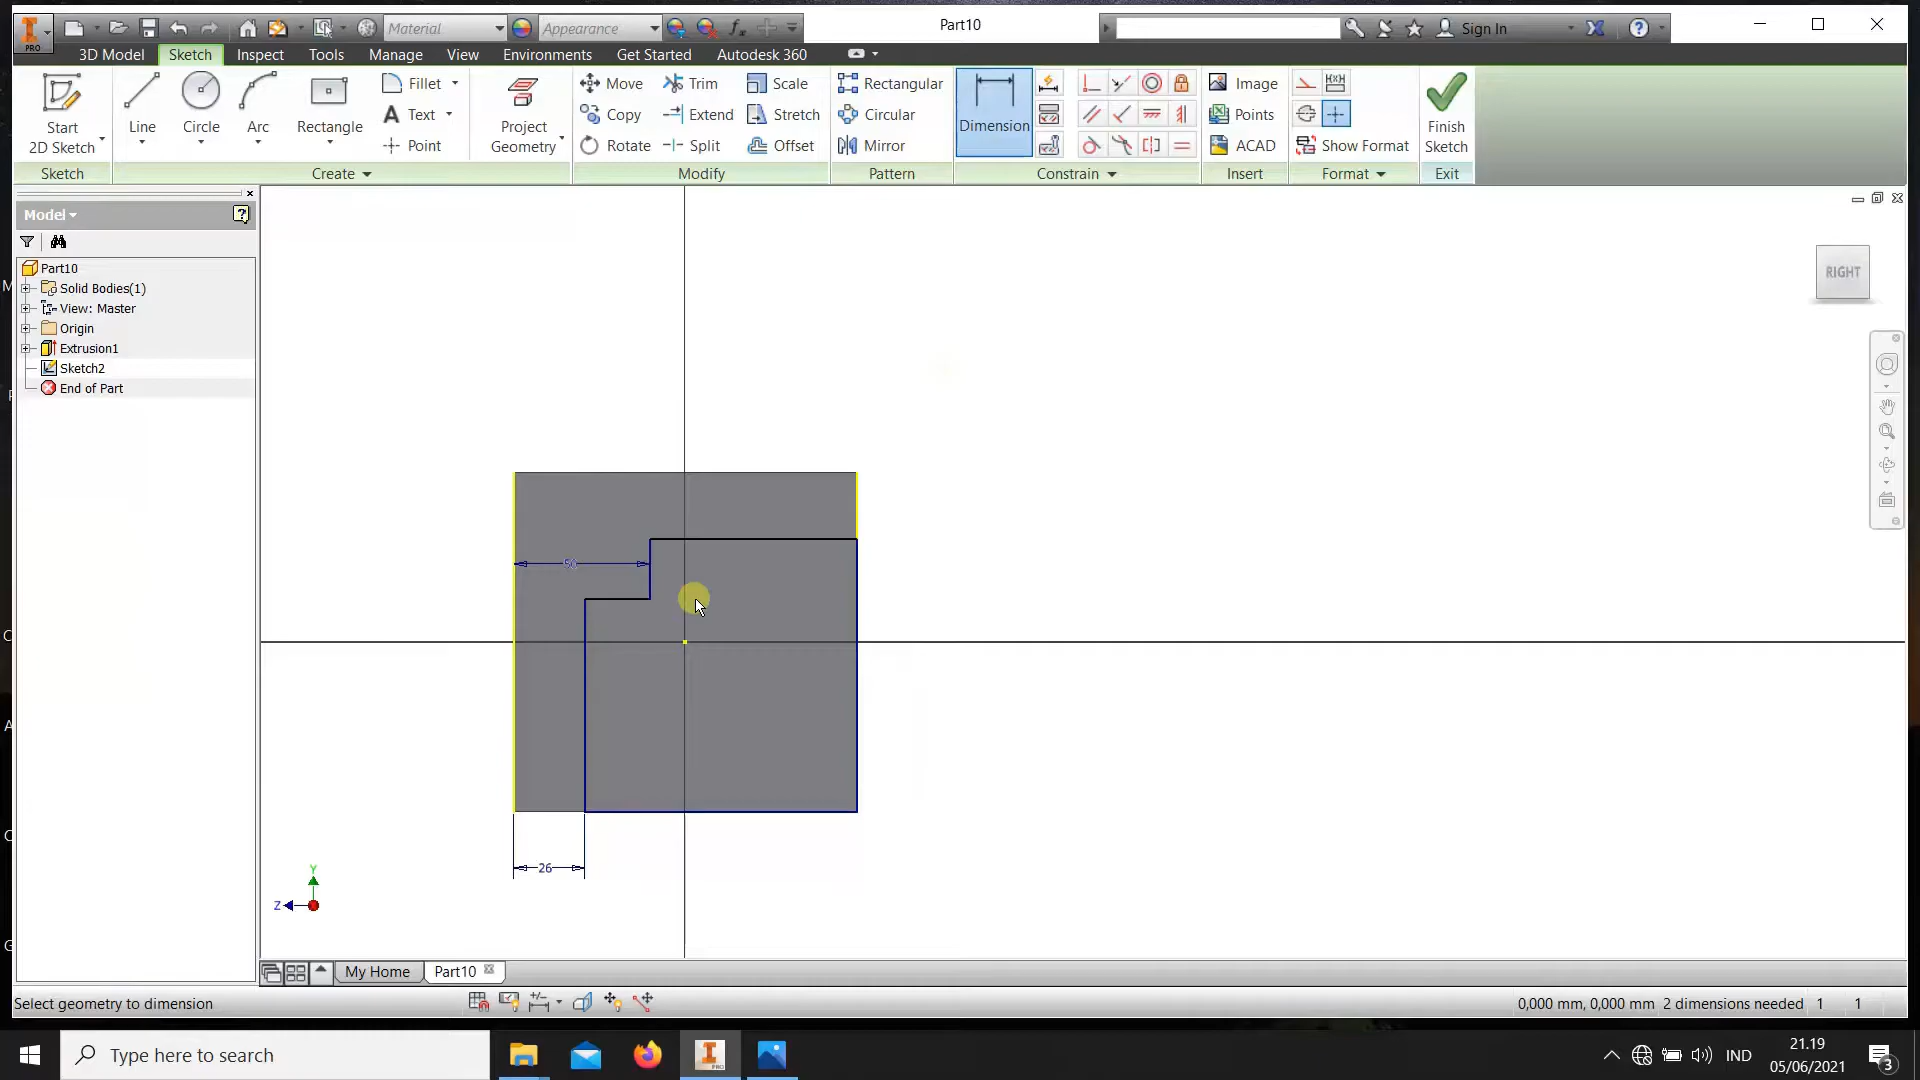 Material
Appearance
Part10
Sign In
PRO
3D Model
Sketch
Inspect
Tools
Manage
View
Environments
Get Started
Autodesk 360
Start
2D Sketch
Line
Circle
Arc
Rectangle
Fillet
Text
Point
Project
Geometry
Move
Copy
Rotate
Trim
Extend
Split
Scale
Stretch
Offset
Rectangular
Circular
Mirror
Dimension
Image
Points
ACAD
Show Format
Finish
Sketch
Sketch
Create
Modify
Pattern
Constrain
Insert
Format
Exit
Model
Part10
Solid Bodies(1)
View: Master
Origin
Extrusion1
Sketch2
End of Part
RIGHT
50
26
Y
Z
My Home
Part10
Select geometry to dimension
0,000 mm, 0,000 mm 2 dimensions needed 1 1
Type here to search
PRO
IND
21.19
05/06/2021
3